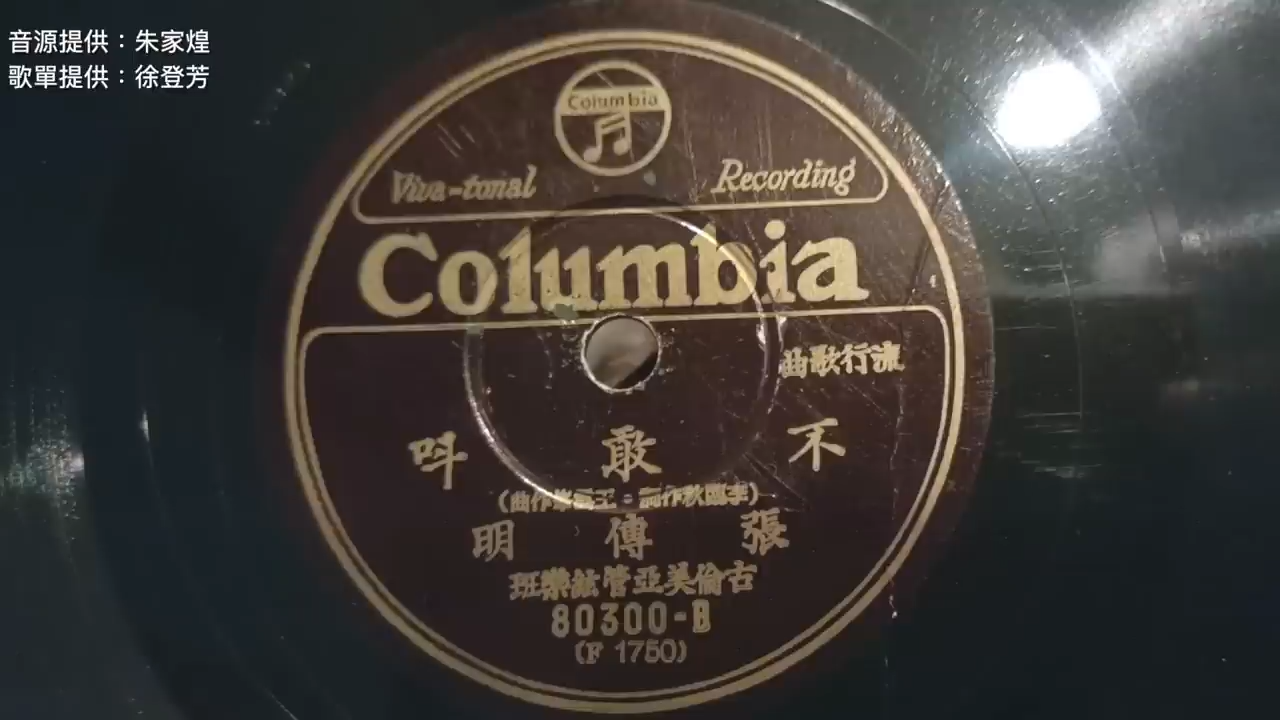 音源提供：朱家煌
歌單提供：徐登芳
Columbia
Viva-tonal Recording
Columbia
流行歌曲
不敢呌
(李臨秋作詞・王雲峯作曲)
張傳明
古倫美亞管絃樂班
80300-B
(F 1750)